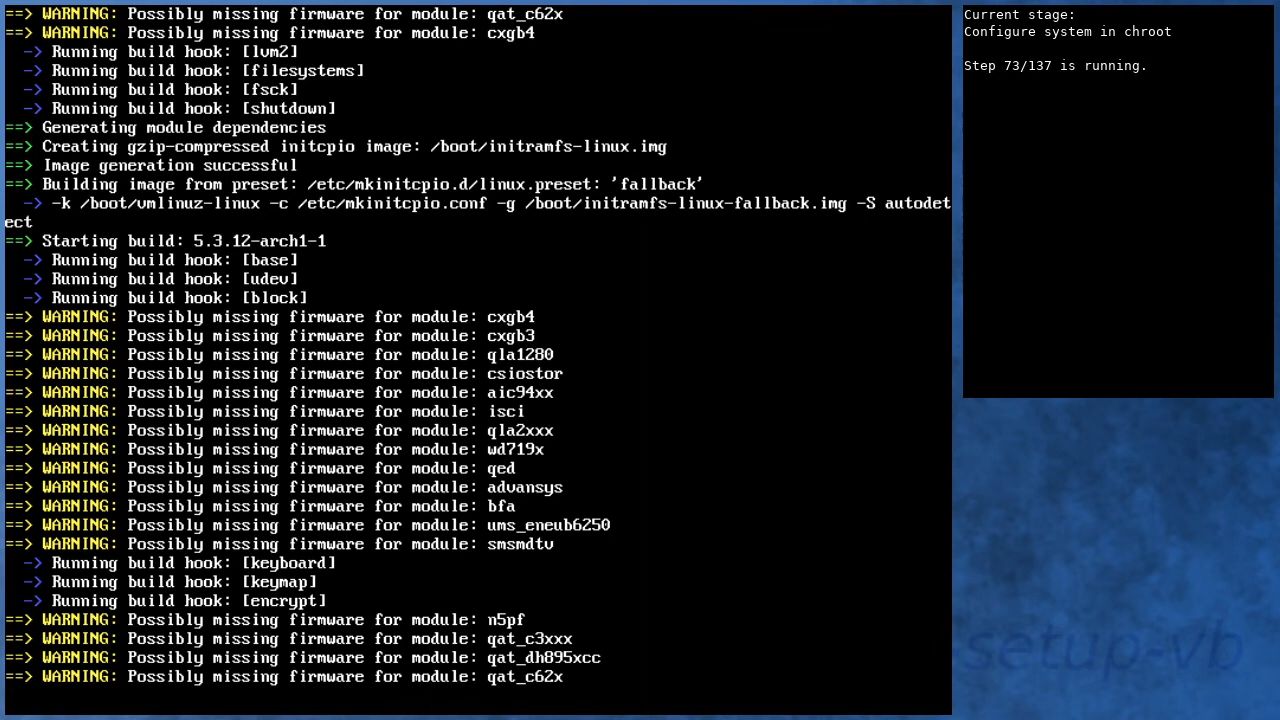 ==> WARNING: Possibly missing firmware for module: qat_c62x
==> WARNING: Possibly missing firmware for module: cxgb4
  -> Running build hook: [lvm2]
  -> Running build hook: [filesystems]
  -> Running build hook: [fsck]
  -> Running build hook: [shutdown]
==> Generating module dependencies
==> Creating gzip-compressed initcpio image: /boot/initramfs-linux.img
==> Image generation successful
==> Building image from preset: /etc/mkinitcpio.d/linux.preset: 'fallback'
  -> -k /boot/vmlinuz-linux -c /etc/mkinitcpio.conf -g /boot/initramfs-linux-fallback.img -S autodet
ect
==> Starting build: 5.3.12-arch1-1
  -> Running build hook: [base]
  -> Running build hook: [udev]
  -> Running build hook: [block]
==> WARNING: Possibly missing firmware for module: cxgb4
==> WARNING: Possibly missing firmware for module: cxgb3
==> WARNING: Possibly missing firmware for module: qla1280
==> WARNING: Possibly missing firmware for module: csiostor
==> WARNING: Possibly missing firmware for module: aic94xx
==> WARNING: Possibly missing firmware for module: isci
==> WARNING: Possibly missing firmware for module: qla2xxx
==> WARNING: Possibly missing firmware for module: wd719x
==> WARNING: Possibly missing firmware for module: qed
==> WARNING: Possibly missing firmware for module: advansys
==> WARNING: Possibly missing firmware for module: bfa
==> WARNING: Possibly missing firmware for module: ums_eneub6250
==> WARNING: Possibly missing firmware for module: smsmdtv
  -> Running build hook: [keyboard]
  -> Running build hook: [keymap]
  -> Running build hook: [encrypt]
==> WARNING: Possibly missing firmware for module: n5pf
==> WARNING: Possibly missing firmware for module: qat_c3xxx
==> WARNING: Possibly missing firmware for module: qat_dh895xcc
==> WARNING: Possibly missing firmware for module: qat_c62x
Current stage:
Configure system in chroot
Step 73/137 is running.
setup-vb